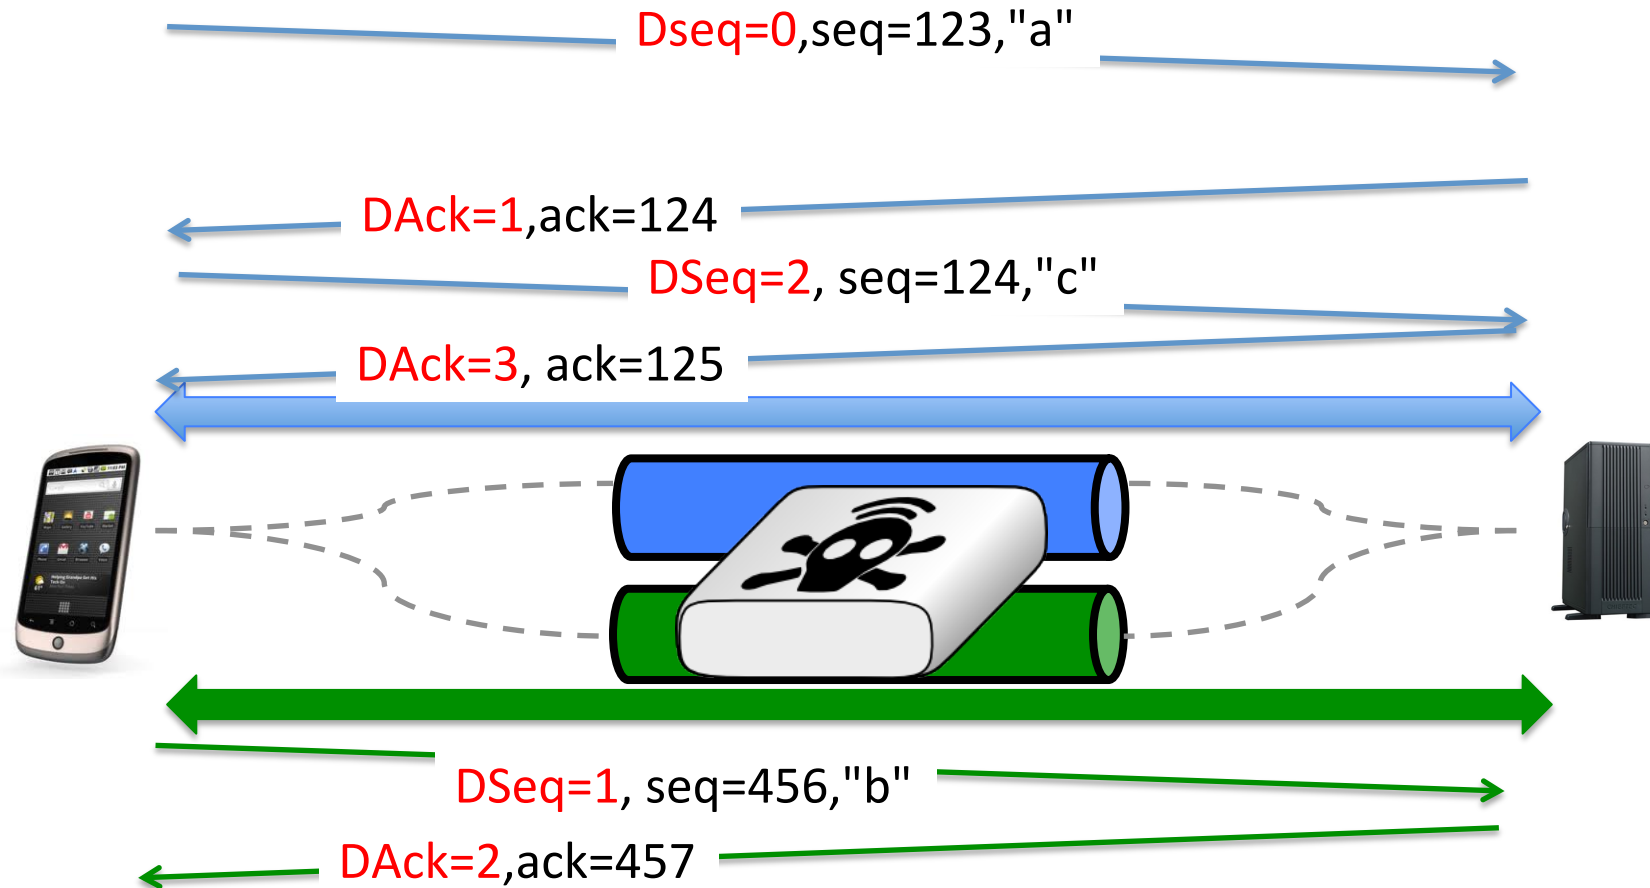 Dseq=0,seq=123,"a"
DAck=1,ack=124
DSeq=2, seq=124,"c"
DAck=3, ack=125
DSeq=1, seq=456,"b"
DAck=2,ack=457